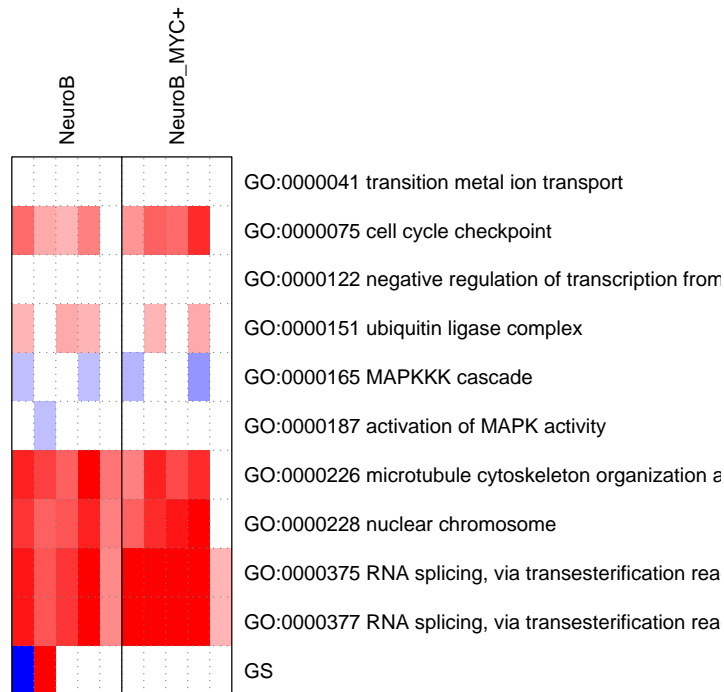 NeuroB
NeuroB_MYC+
GO:0000041 transition metal ion transport
GO:0000075 cell cycle checkpoint
GO:0000122 negative regulation of transcription from
GO:0000151 ubiquitin ligase complex
GO:0000165 MAPKKK cascade
GO:0000187 activation of MAPK activity
GO:0000226 microtubule cytoskeleton organization a
GO:0000228 nuclear chromosome
GO:0000375 RNA splicing, via transesterification rea
GO:0000377 RNA splicing, via transesterification rea
GS